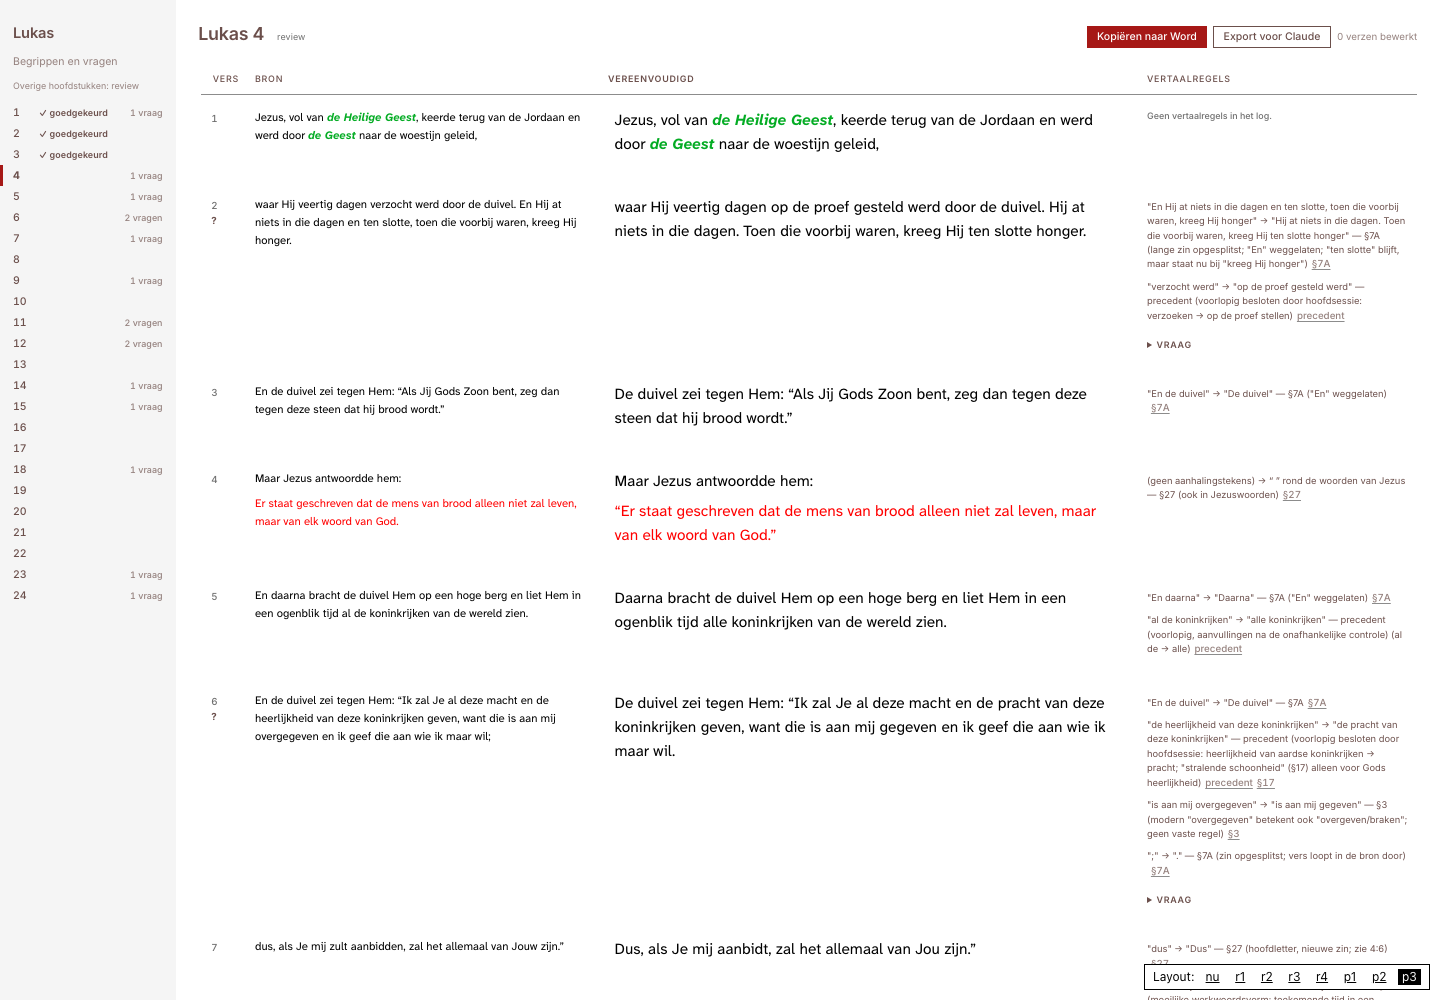 Lukas
Begrippen en vragen
Overige hoofdstukken: review
1 ✓ goedgekeurd 1 vraag
2 ✓ goedgekeurd
3 ✓ goedgekeurd
4 1 vraag
5 1 vraag
6 2 vragen
7 1 vraag
8
9 1 vraag
10
11 2 vragen
12 2 vragen
13
14 1 vraag
15 1 vraag
16
17
18 1 vraag
19
20
21
22
23 1 vraag
24 1 vraag
Lukas 4 review
Kopiëren naar Word Export voor Claude 0 verzen bewerkt
VERS BRON VEREENVOUDIGD VERTAALREGELS
1
Jezus, vol van de Heilige Geest, keerde terug van de Jordaan en
werd door de Geest naar de woestijn geleid,
Jezus, vol van de Heilige Geest, keerde terug van de Jordaan en werd
door de Geest naar de woestijn geleid,
Geen vertaalregels in het log.
2
?
waar Hij veertig dagen verzocht werd door de duivel. En Hij at
niets in die dagen en ten slotte, toen die voorbij waren, kreeg Hij
honger.
waar Hij veertig dagen op de proef gesteld werd door de duivel. Hij at
niets in die dagen. Toen die voorbij waren, kreeg Hij ten slotte honger.
"En Hij at niets in die dagen en ten slotte, toen die voorbij
waren, kreeg Hij honger" → "Hij at niets in die dagen. Toen
die voorbij waren, kreeg Hij ten slotte honger" — §7A
(lange zin opgesplitst; "En" weggelaten; "ten slotte" blijft,
maar staat nu bij "kreeg Hij honger") §7A
"verzocht werd" → "op de proef gesteld werd" —
precedent (voorlopig besloten door hoofdsessie:
verzoeken → op de proef stellen) precedent
▶ VRAAG
3
En de duivel zei tegen Hem: “Als Jij Gods Zoon bent, zeg dan
tegen deze steen dat hij brood wordt.”
De duivel zei tegen Hem: “Als Jij Gods Zoon bent, zeg dan tegen deze
steen dat hij brood wordt.”
"En de duivel" → "De duivel" — §7A ("En" weggelaten)
§7A
4
Maar Jezus antwoordde hem:
Er staat geschreven dat de mens van brood alleen niet zal leven,
maar van elk woord van God.
Maar Jezus antwoordde hem:
“Er staat geschreven dat de mens van brood alleen niet zal leven, maar
van elk woord van God.”
(geen aanhalingstekens) → “ ” rond de woorden van Jezus
— §27 (ook in Jezuswoorden) §27
5
En daarna bracht de duivel Hem op een hoge berg en liet Hem in
een ogenblik tijd al de koninkrijken van de wereld zien.
Daarna bracht de duivel Hem op een hoge berg en liet Hem in een
ogenblik tijd alle koninkrijken van de wereld zien.
"En daarna" → "Daarna" — §7A ("En" weggelaten) §7A
"al de koninkrijken" → "alle koninkrijken" — precedent
(voorlopig, aanvullingen na de onafhankelijke controle) (al
de → alle) precedent
6
?
En de duivel zei tegen Hem: “Ik zal Je al deze macht en de
heerlijkheid van deze koninkrijken geven, want die is aan mij
overgegeven en ik geef die aan wie ik maar wil;
De duivel zei tegen Hem: “Ik zal Je al deze macht en de pracht van deze
koninkrijken geven, want die is aan mij gegeven en ik geef die aan wie ik
maar wil.
"En de duivel" → "De duivel" — §7A §7A
"de heerlijkheid van deze koninkrijken" → "de pracht van
deze koninkrijken" — precedent (voorlopig besloten door
hoofdsessie: heerlijkheid van aardse koninkrijken →
pracht; "stralende schoonheid" (§17) alleen voor Gods
heerlijkheid) precedent §17
"is aan mij overgegeven" → "is aan mij gegeven" — §3
(modern "overgegeven" betekent ook "overgeven/braken";
geen vaste regel) §3
";" → "." — §7A (zin opgesplitst; vers loopt in de bron door)
§7A
▶ VRAAG
7
dus, als Je mij zult aanbidden, zal het allemaal van Jouw zijn.”
Dus, als Je mij aanbidt, zal het allemaal van Jou zijn.”
"dus" → "Dus" — §27 (hoofdletter, nieuwe zin; zie 4:6)
Layout: nu r1 r2 r3 r4 p1 p2 p3